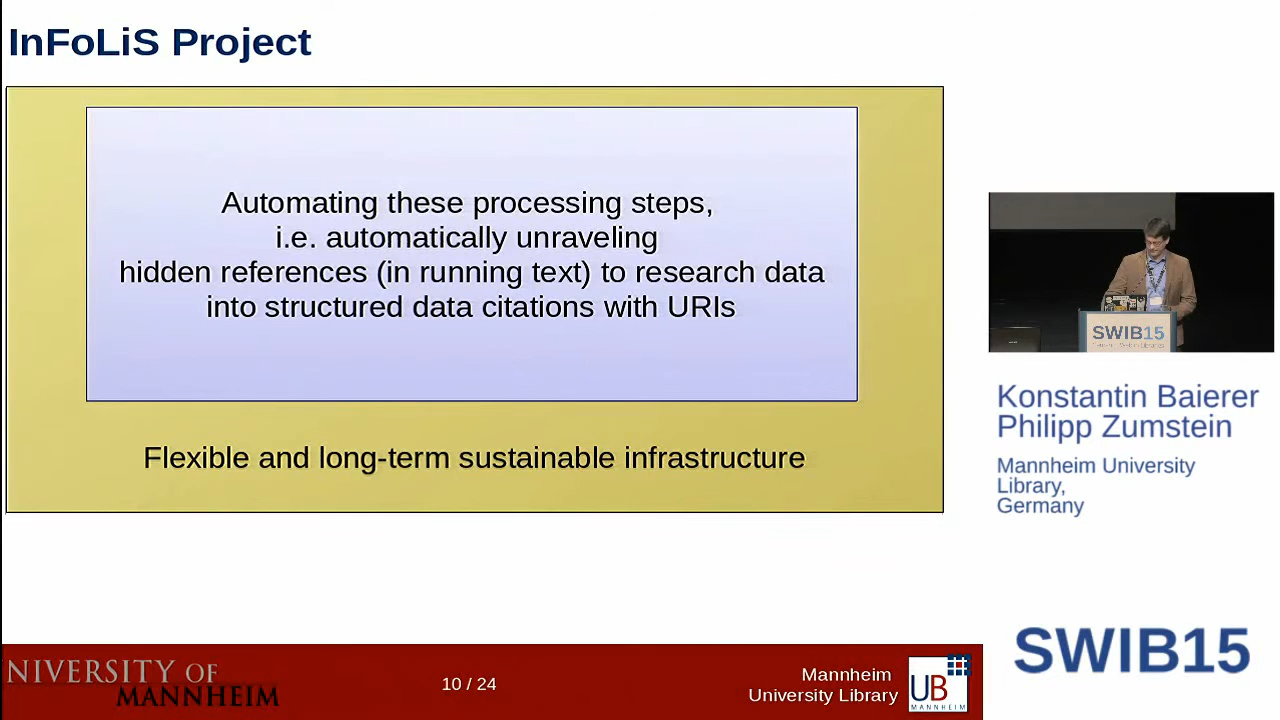 InFoLiS Project
Automating these processing steps,
i.e. automatically unraveling
hidden references (in running text) to research data
into structured data citations with URIs
Flexible and long-term sustainable infrastructure
SWIB15
Konstantin Baierer
Philipp Zumstein
Mannheim University
Library,
Germany
SWIB15
NIVERSITY OF
MANNHEIM
10 / 24
Mannheim
University Library
UB
MANNHEIM